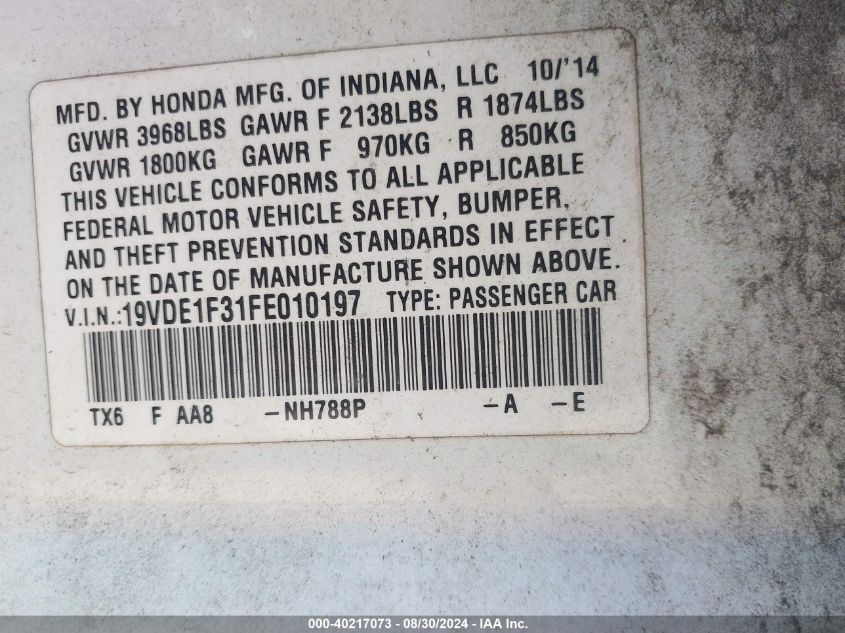 MFD. BY HONDA MFG. OF INDIANA, LLC 10/'14
GVWR 3968LBS GAWR F 2138LBS R 1874LBS
GVWR 1800KG GAWR F 970KG R 850KG
THIS VEHICLE CONFORMS TO ALL APPLICABLE
FEDERAL MOTOR VEHICLE SAFETY, BUMPER,
AND THEFT PREVENTION STANDARDS IN EFFECT
ON THE DATE OF MANUFACTURE SHOWN ABOVE.
V.I.N.:19VDE1F31FE010197 TYPE: PASSENGER CAR
TX6 F AA8 -NH788P -A -E
000-40217073 - 08/30/2024 - IAA Inc.